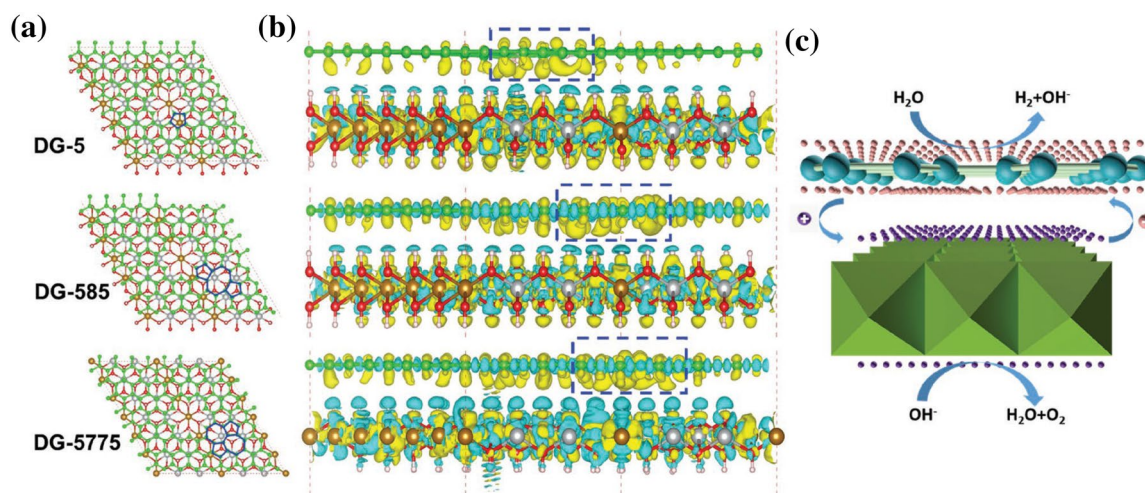 (a)
(b)
(c)
DG-5
DG-585
DG-5775
H₂O
H₂+OH⁻
+
-
OH⁻
H₂O+O₂